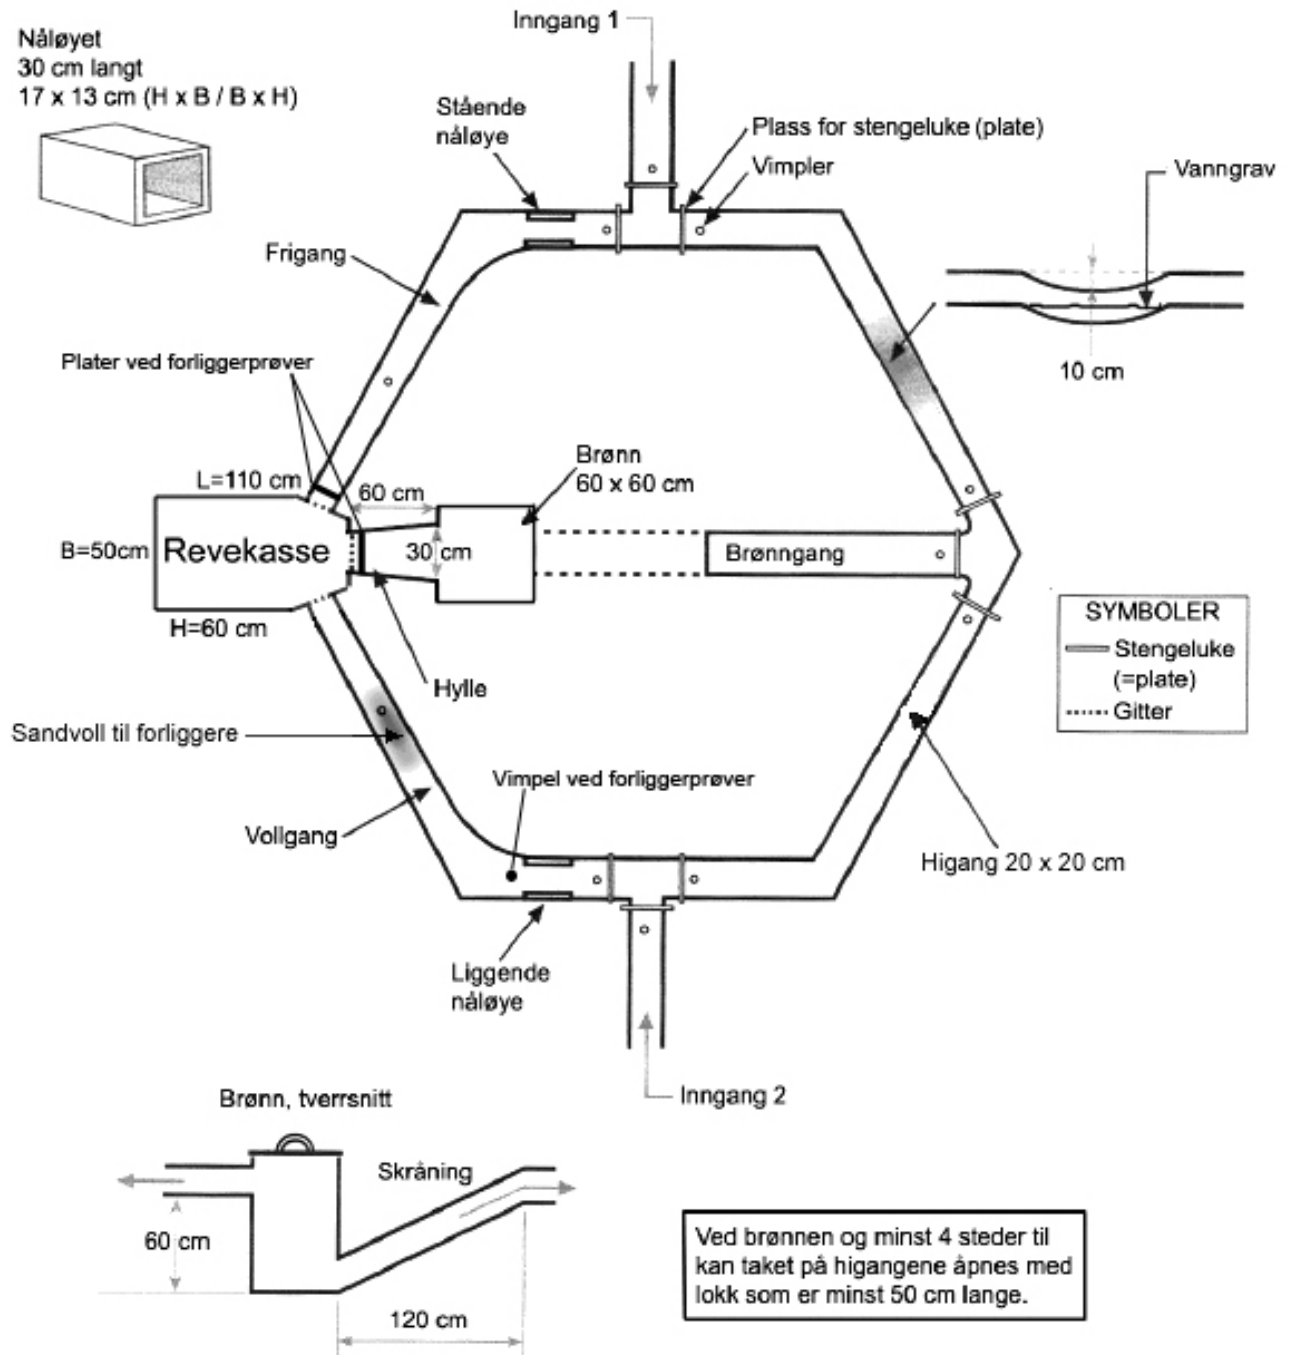 Inngang 1
Nåløyet
30 cm langt
17 x 13 cm (H x B / B x H)
Stående
nåløye
Plass for stengeluke (plate)
Vimpler
Vanngrav
Frigang
10 cm
Plater ved forliggerprøver
L=110 cm
60 cm
Brønn
60 x 60 cm
B=50cm
Revekasse
30 cm
Brønngang
H=60 cm
SYMBOLER
Stengeluke
(=plate)
Gitter
Hylle
Sandvoll til forliggere
Vimpel ved forliggerprøver
Vollgang
Higang 20 x 20 cm
Liggende
nåløye
Inngang 2
Brønn, tverrsnitt
Skråning
60 cm
120 cm
Ved brønnen og minst 4 steder til
kan taket på higangene åpnes med
lokk som er minst 50 cm lange.